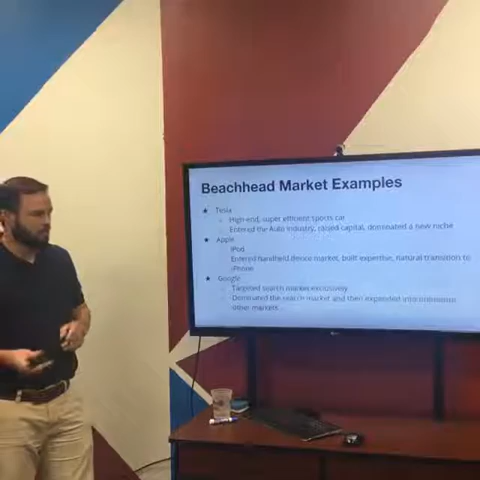 Beachhead Market Examples
★ Tesla
High-end, super efficient sports car
Entered the Auto industry, raised capital, dominated a new niche
★ Apple
iPod
Entered handheld device market, built expertise, natural transition to
iPhone
★ Google
Targeted search market exclusively
Dominated the search market and then expanded into
other markets